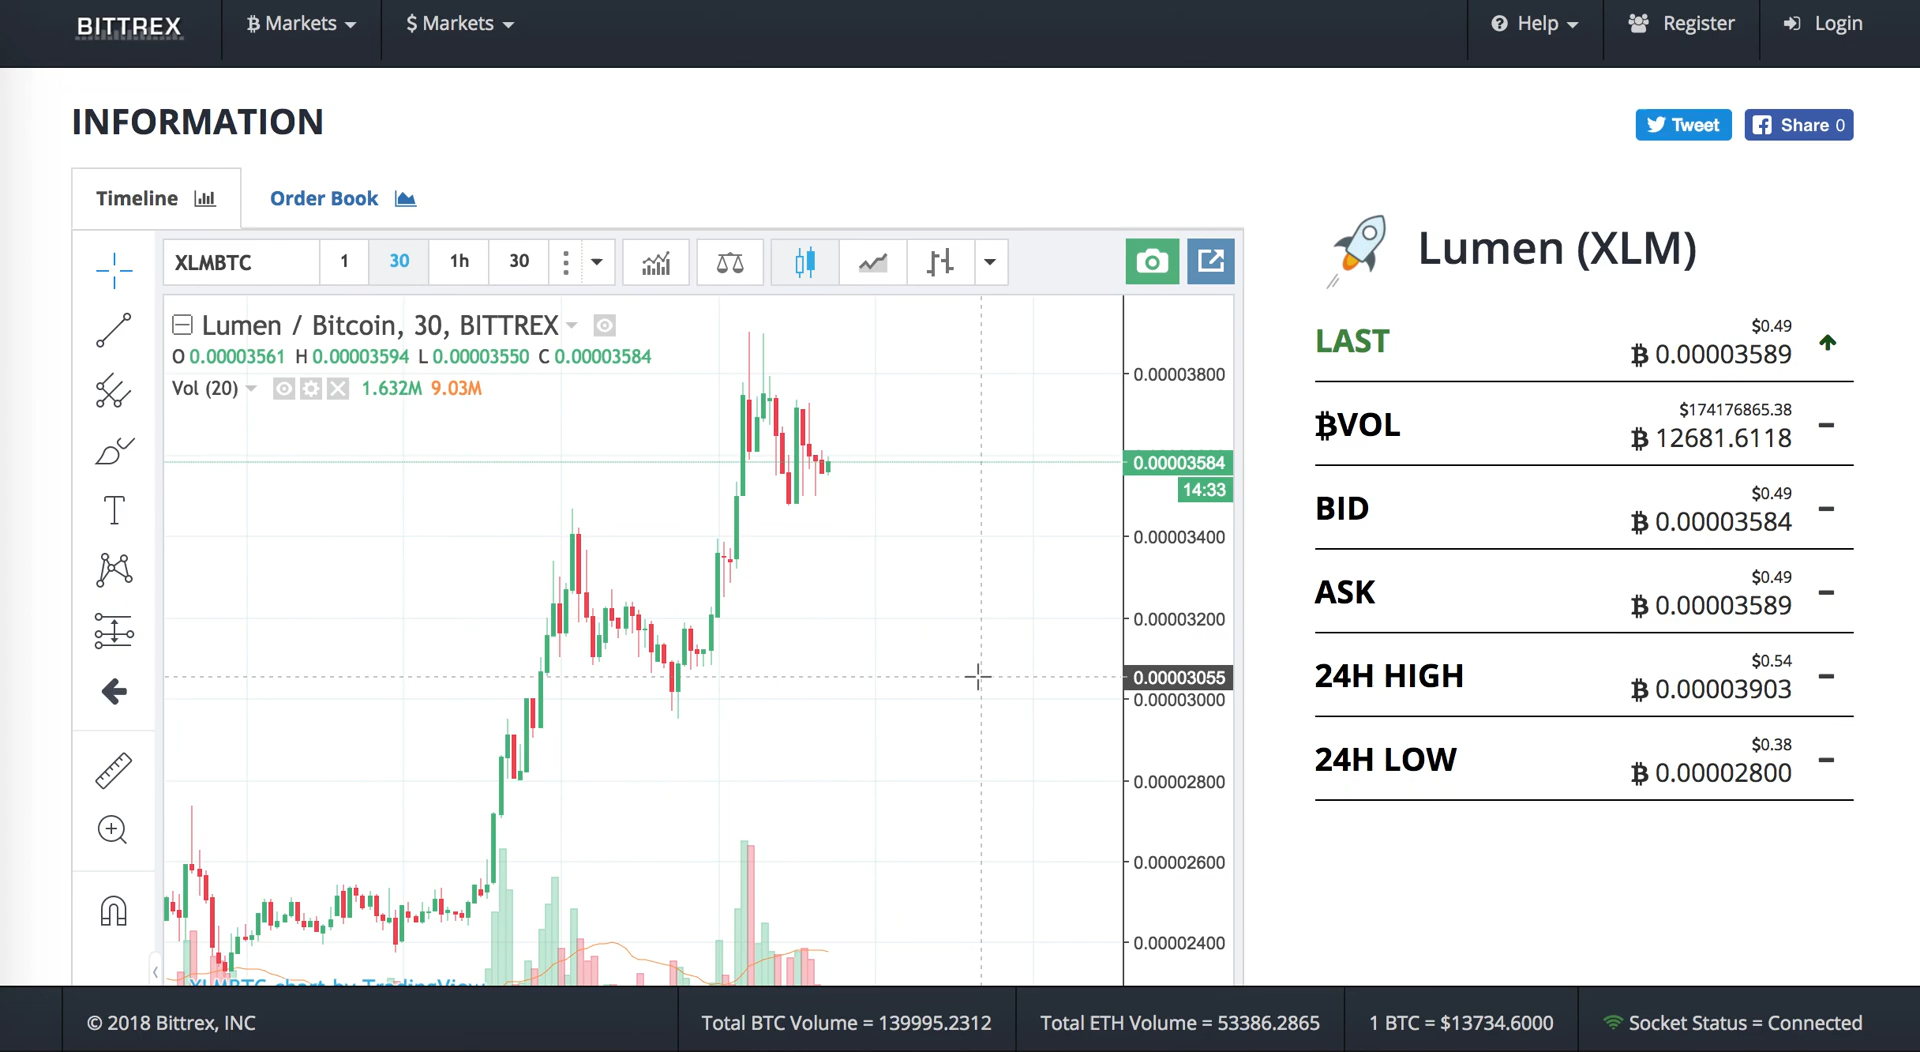 BITTREX
₿ Markets
$ Markets
Help
Register
Login
INFORMATION
Tweet
Share 0
Timeline
Order Book
XLMBTC
1
30
1h
30
Lumen / Bitcoin, 30, BITTREX
O 0.00003561 H 0.00003594 L 0.00003550 C 0.00003584
Vol (20) 1.632M 9.03M
0.00003800
0.00003584
14:33
0.00003400
0.00003200
0.00003055
0.00003000
0.00002800
0.00002600
0.00002400
XLMBTC chart by TradingView
Lumen (XLM)
LAST
$0.49
₿ 0.00003589
₿VOL
$174176865.38
₿ 12681.6118
BID
$0.49
₿ 0.00003584
ASK
$0.49
₿ 0.00003589
24H HIGH
$0.54
₿ 0.00003903
24H LOW
$0.38
₿ 0.00002800
© 2018 Bittrex, INC
Total BTC Volume = 139995.2312
Total ETH Volume = 53386.2865
1 BTC = $13734.6000
Socket Status = Connected